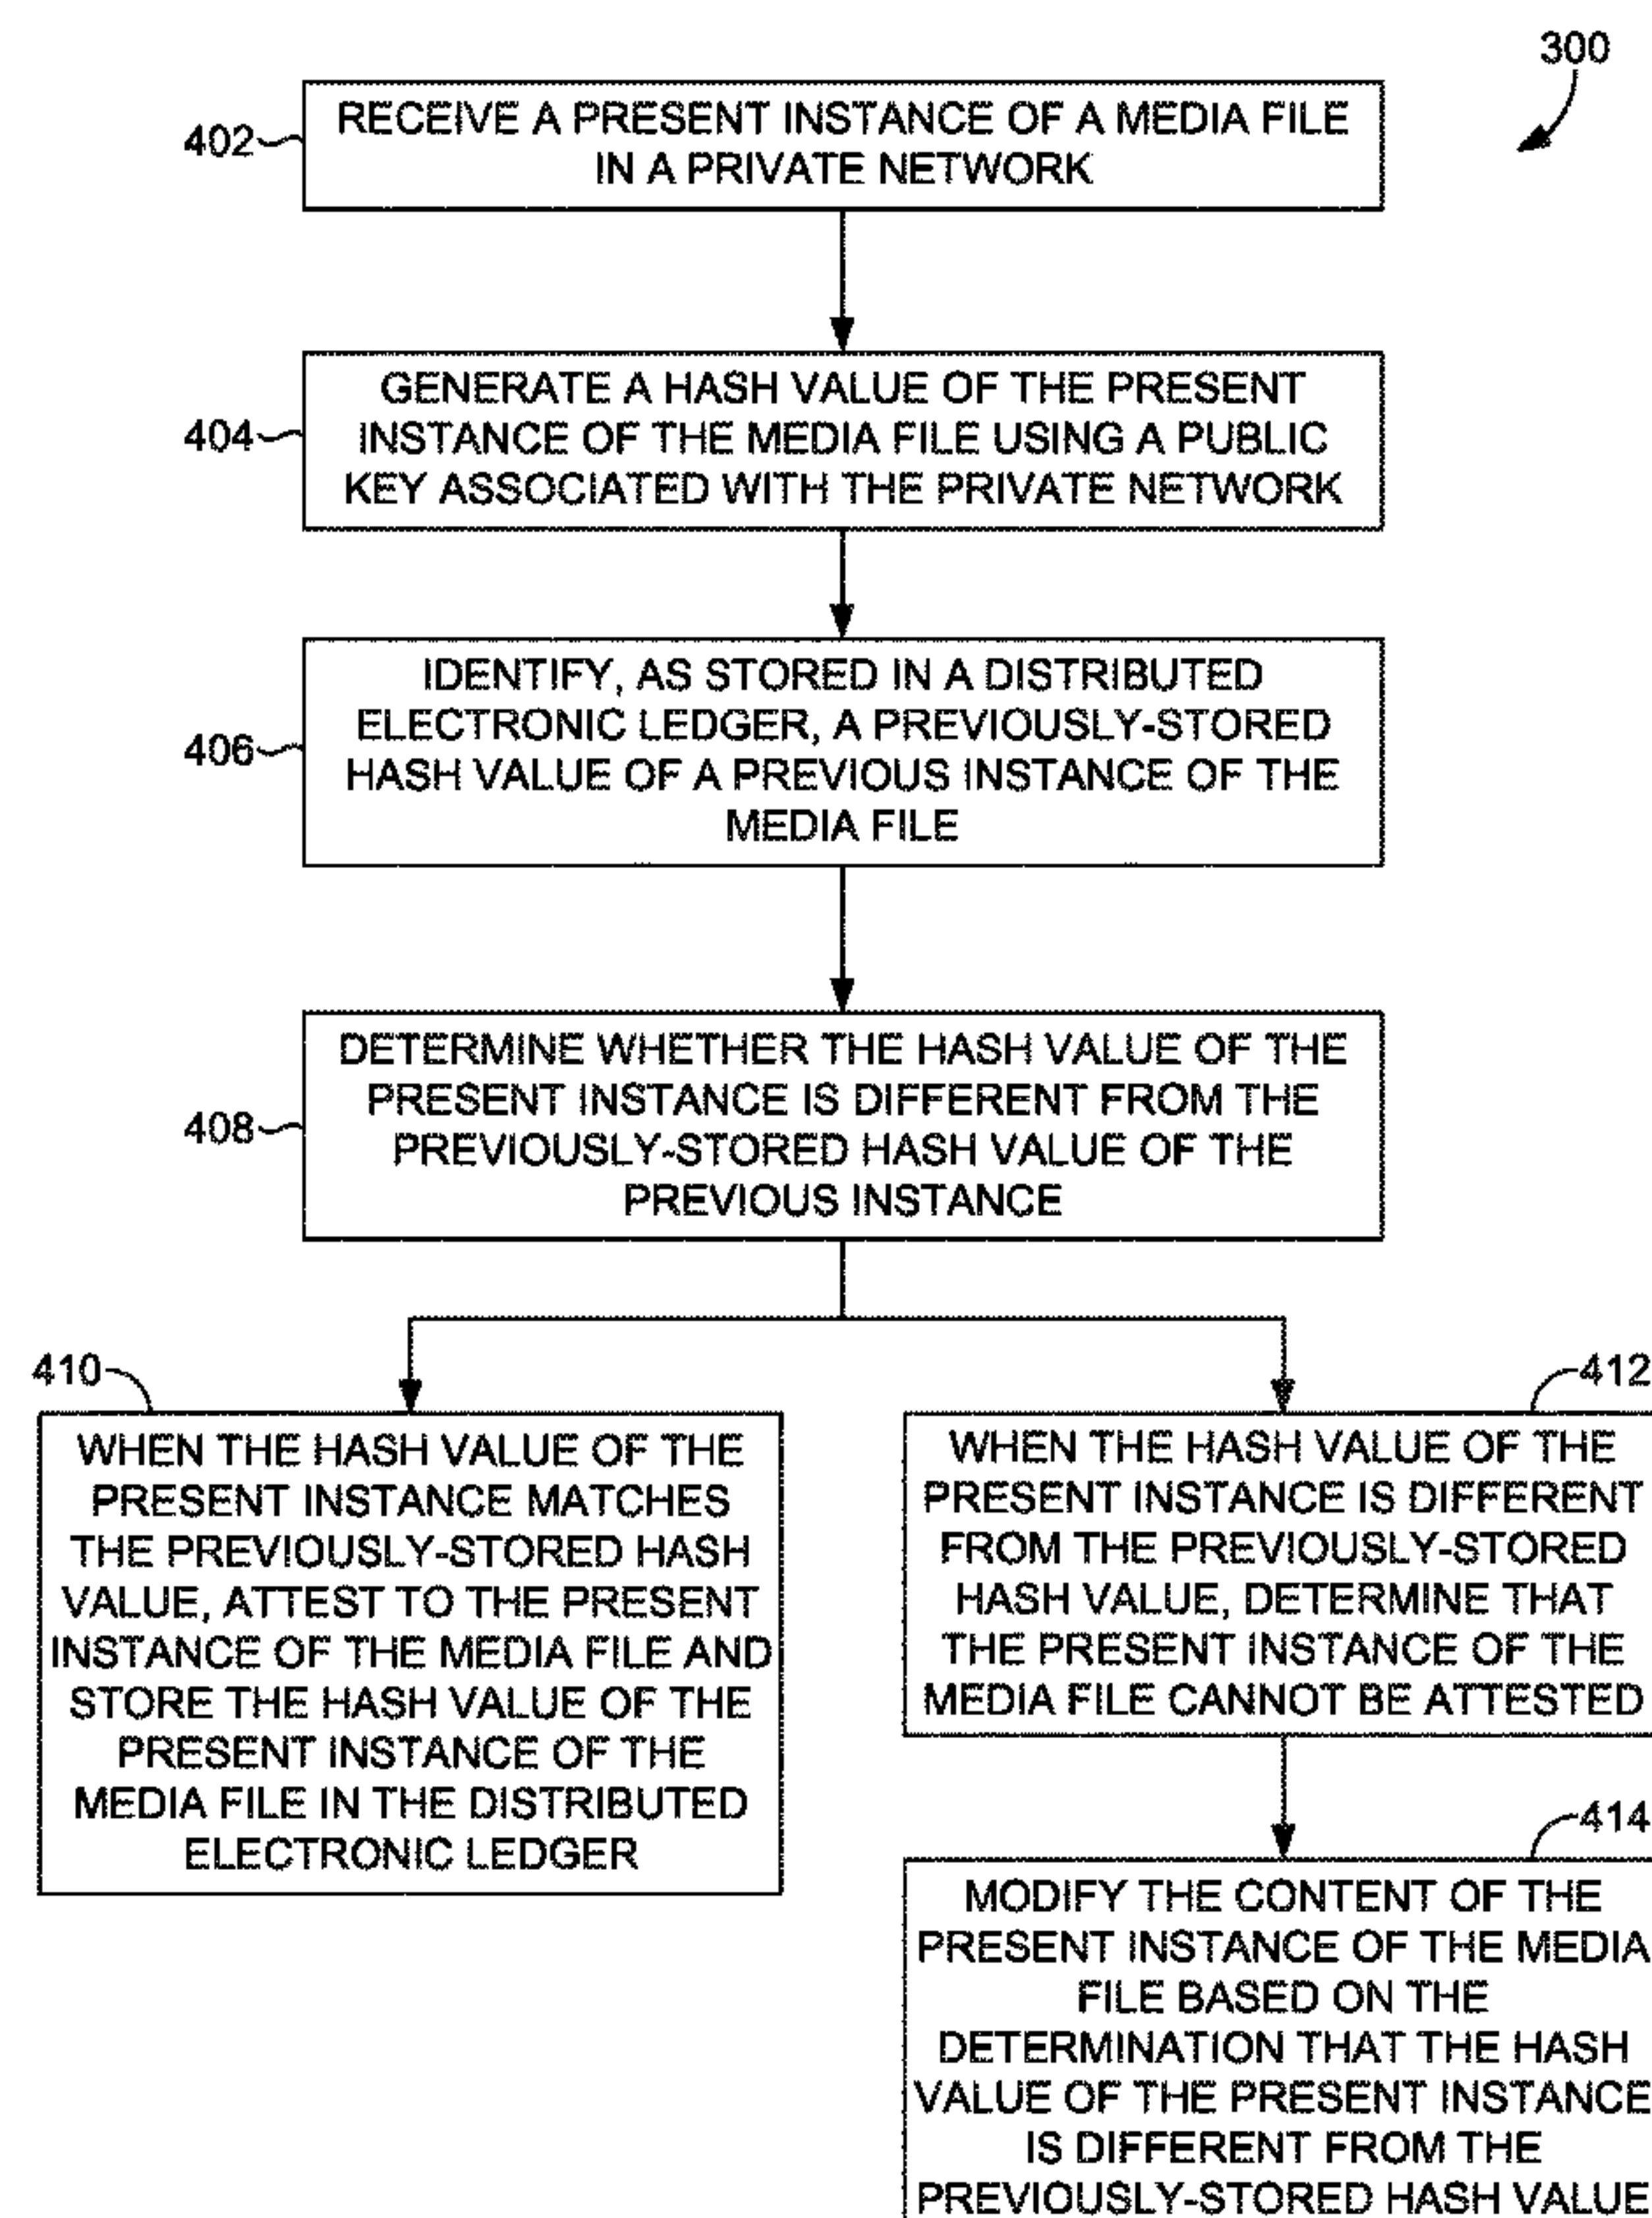 300
402
RECEIVE A PRESENT INSTANCE OF A MEDIA FILE
IN A PRIVATE NETWORK
404
GENERATE A HASH VALUE OF THE PRESENT
INSTANCE OF THE MEDIA FILE USING A PUBLIC
KEY ASSOCIATED WITH THE PRIVATE NETWORK
406
IDENTIFY, AS STORED IN A DISTRIBUTED
ELECTRONIC LEDGER, A PREVIOUSLY-STORED
HASH VALUE OF A PREVIOUS INSTANCE OF THE
MEDIA FILE
408
DETERMINE WHETHER THE HASH VALUE OF THE
PRESENT INSTANCE IS DIFFERENT FROM THE
PREVIOUSLY-STORED HASH VALUE OF THE
PREVIOUS INSTANCE
410
WHEN THE HASH VALUE OF THE
PRESENT INSTANCE MATCHES
THE PREVIOUSLY-STORED HASH
VALUE, ATTEST TO THE PRESENT
INSTANCE OF THE MEDIA FILE AND
STORE THE HASH VALUE OF THE
PRESENT INSTANCE OF THE
MEDIA FILE IN THE DISTRIBUTED
ELECTRONIC LEDGER
412
WHEN THE HASH VALUE OF THE
PRESENT INSTANCE IS DIFFERENT
FROM THE PREVIOUSLY-STORED
HASH VALUE, DETERMINE THAT
THE PRESENT INSTANCE OF THE
MEDIA FILE CANNOT BE ATTESTED
414
MODIFY THE CONTENT OF THE
PRESENT INSTANCE OF THE MEDIA
FILE BASED ON THE
DETERMINATION THAT THE HASH
VALUE OF THE PRESENT INSTANCE
IS DIFFERENT FROM THE
PREVIOUSLY-STORED HASH VALUE